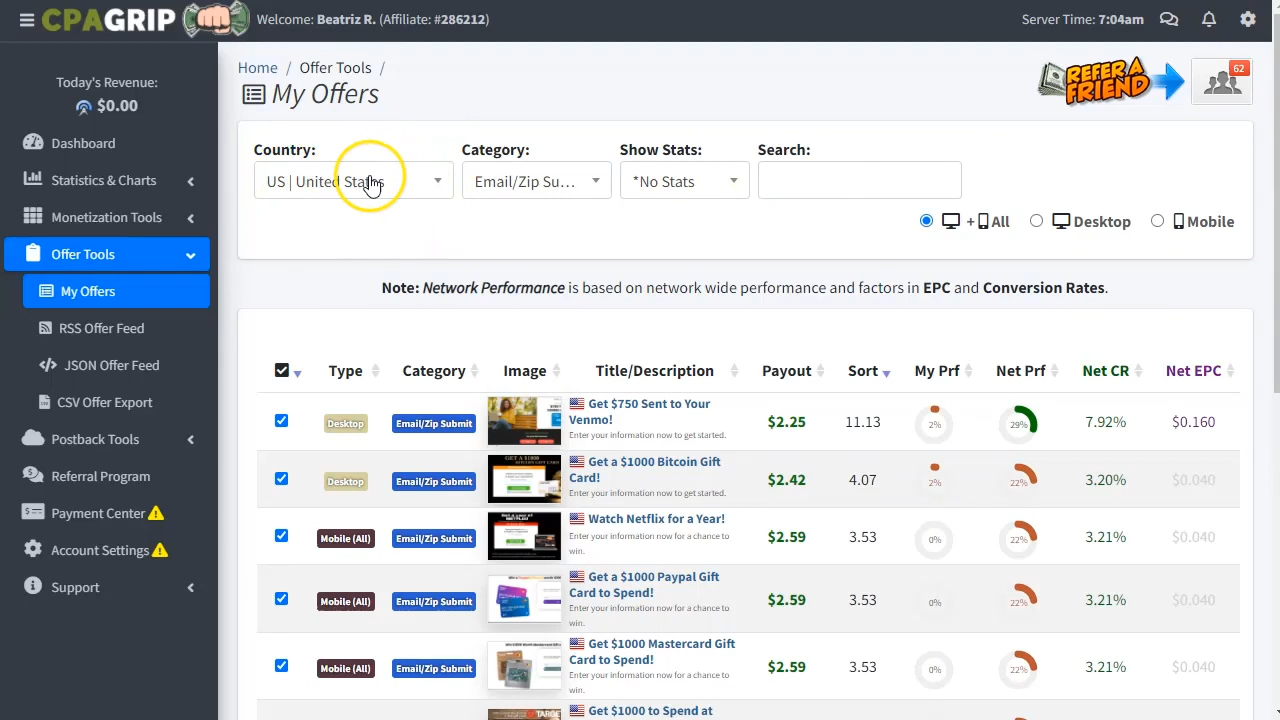 CPAGRIP
Welcome: Beatriz R. (Affiliate: #286212)
Server Time: 7:04am
Today's Revenue:
$0.00
Dashboard
Statistics & Charts
Monetization Tools
Offer Tools
My Offers
RSS Offer Feed
JSON Offer Feed
CSV Offer Export
Postback Tools
Referral Program
Payment Center
Account Settings
Support
Home / Offer Tools /
My Offers
REFER A
FRIEND
62
Country: Category: Show Stats: Search:
US | United States Email/Zip Su... *No Stats
+ All Desktop Mobile
Note: Network Performance is based on network wide performance and factors in EPC and Conversion Rates.
Type Category Image Title/Description Payout Sort My Prf Net Prf Net CR Net EPC
Desktop Email/Zip Submit Get $750 Sent to Your
Venmo!
Enter your information now to get started.
$2.25 11.13 2% 29% 7.92% $0.160
Desktop Email/Zip Submit Get a $1000 Bitcoin Gift
Card!
Enter your information now to get started.
$2.42 4.07 2% 22% 3.20% $0.040
Mobile (All) Email/Zip Submit Watch Netflix for a Year!
Enter your information now for a chance to
win.
$2.59 3.53 0% 22% 3.21% $0.040
Mobile (All) Email/Zip Submit Get a $1000 Paypal Gift
Card to Spend!
Enter your information now for a chance to
win.
$2.59 3.53 0% 22% 3.21% $0.040
Mobile (All) Email/Zip Submit Get $1000 Mastercard Gift
Card to Spend!
Enter your information now for a chance to
win.
$2.59 3.53 0% 22% 3.21% $0.040
TARGET Get $1000 to Spend at